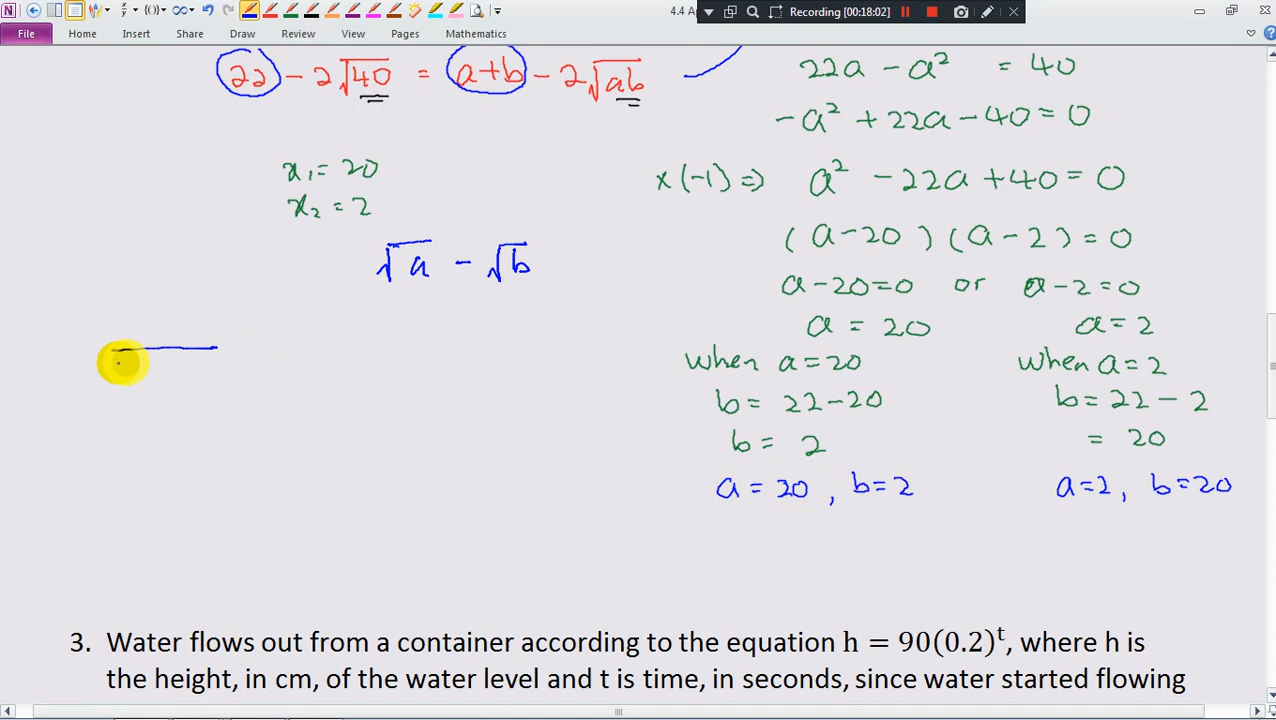 4.4 A
Recording [00:18:02]
File Home Insert Share Draw Review View Pages Mathematics
22 - 2√40 = a+b - 2√ab
x₁ = 20
x₂ = 2
√a - √b
22a - a² = 40
-a² + 22a - 40 = 0
x (-1) ⇒ a² - 22a + 40 = 0
(a - 20) (a - 2) = 0
a - 20 = 0 or a - 2 = 0
a = 20 a = 2
when a = 20 when a = 2
b = 22 - 20 b = 22 - 2
b = 2 = 20
a = 20 , b = 2 a = 2 , b = 20
3. Water flows out from a container according to the equation h = 90(0.2)ᵗ, where h is
the height, in cm, of the water level and t is time, in seconds, since water started flowing